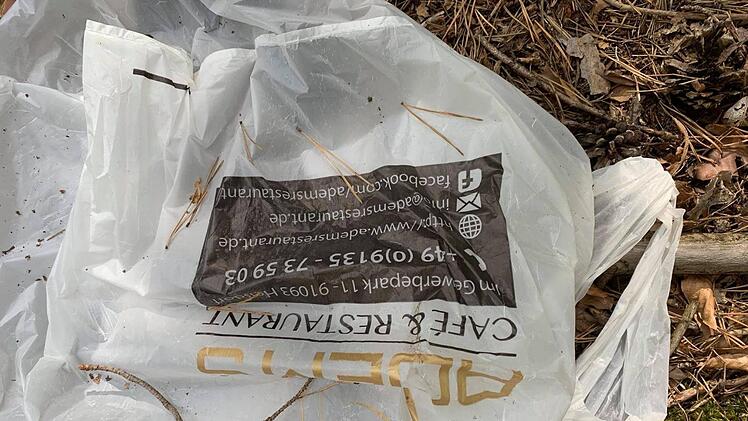 ADEMS
CAFÉ & RESTAURANT
Im Gewerbepark 11 - 91093
+49 (0)9135 - 73 59 03
http://www.ademsrestaurant.de
info@ademsrestaurant.de
facebook.com/ademsrestaurant